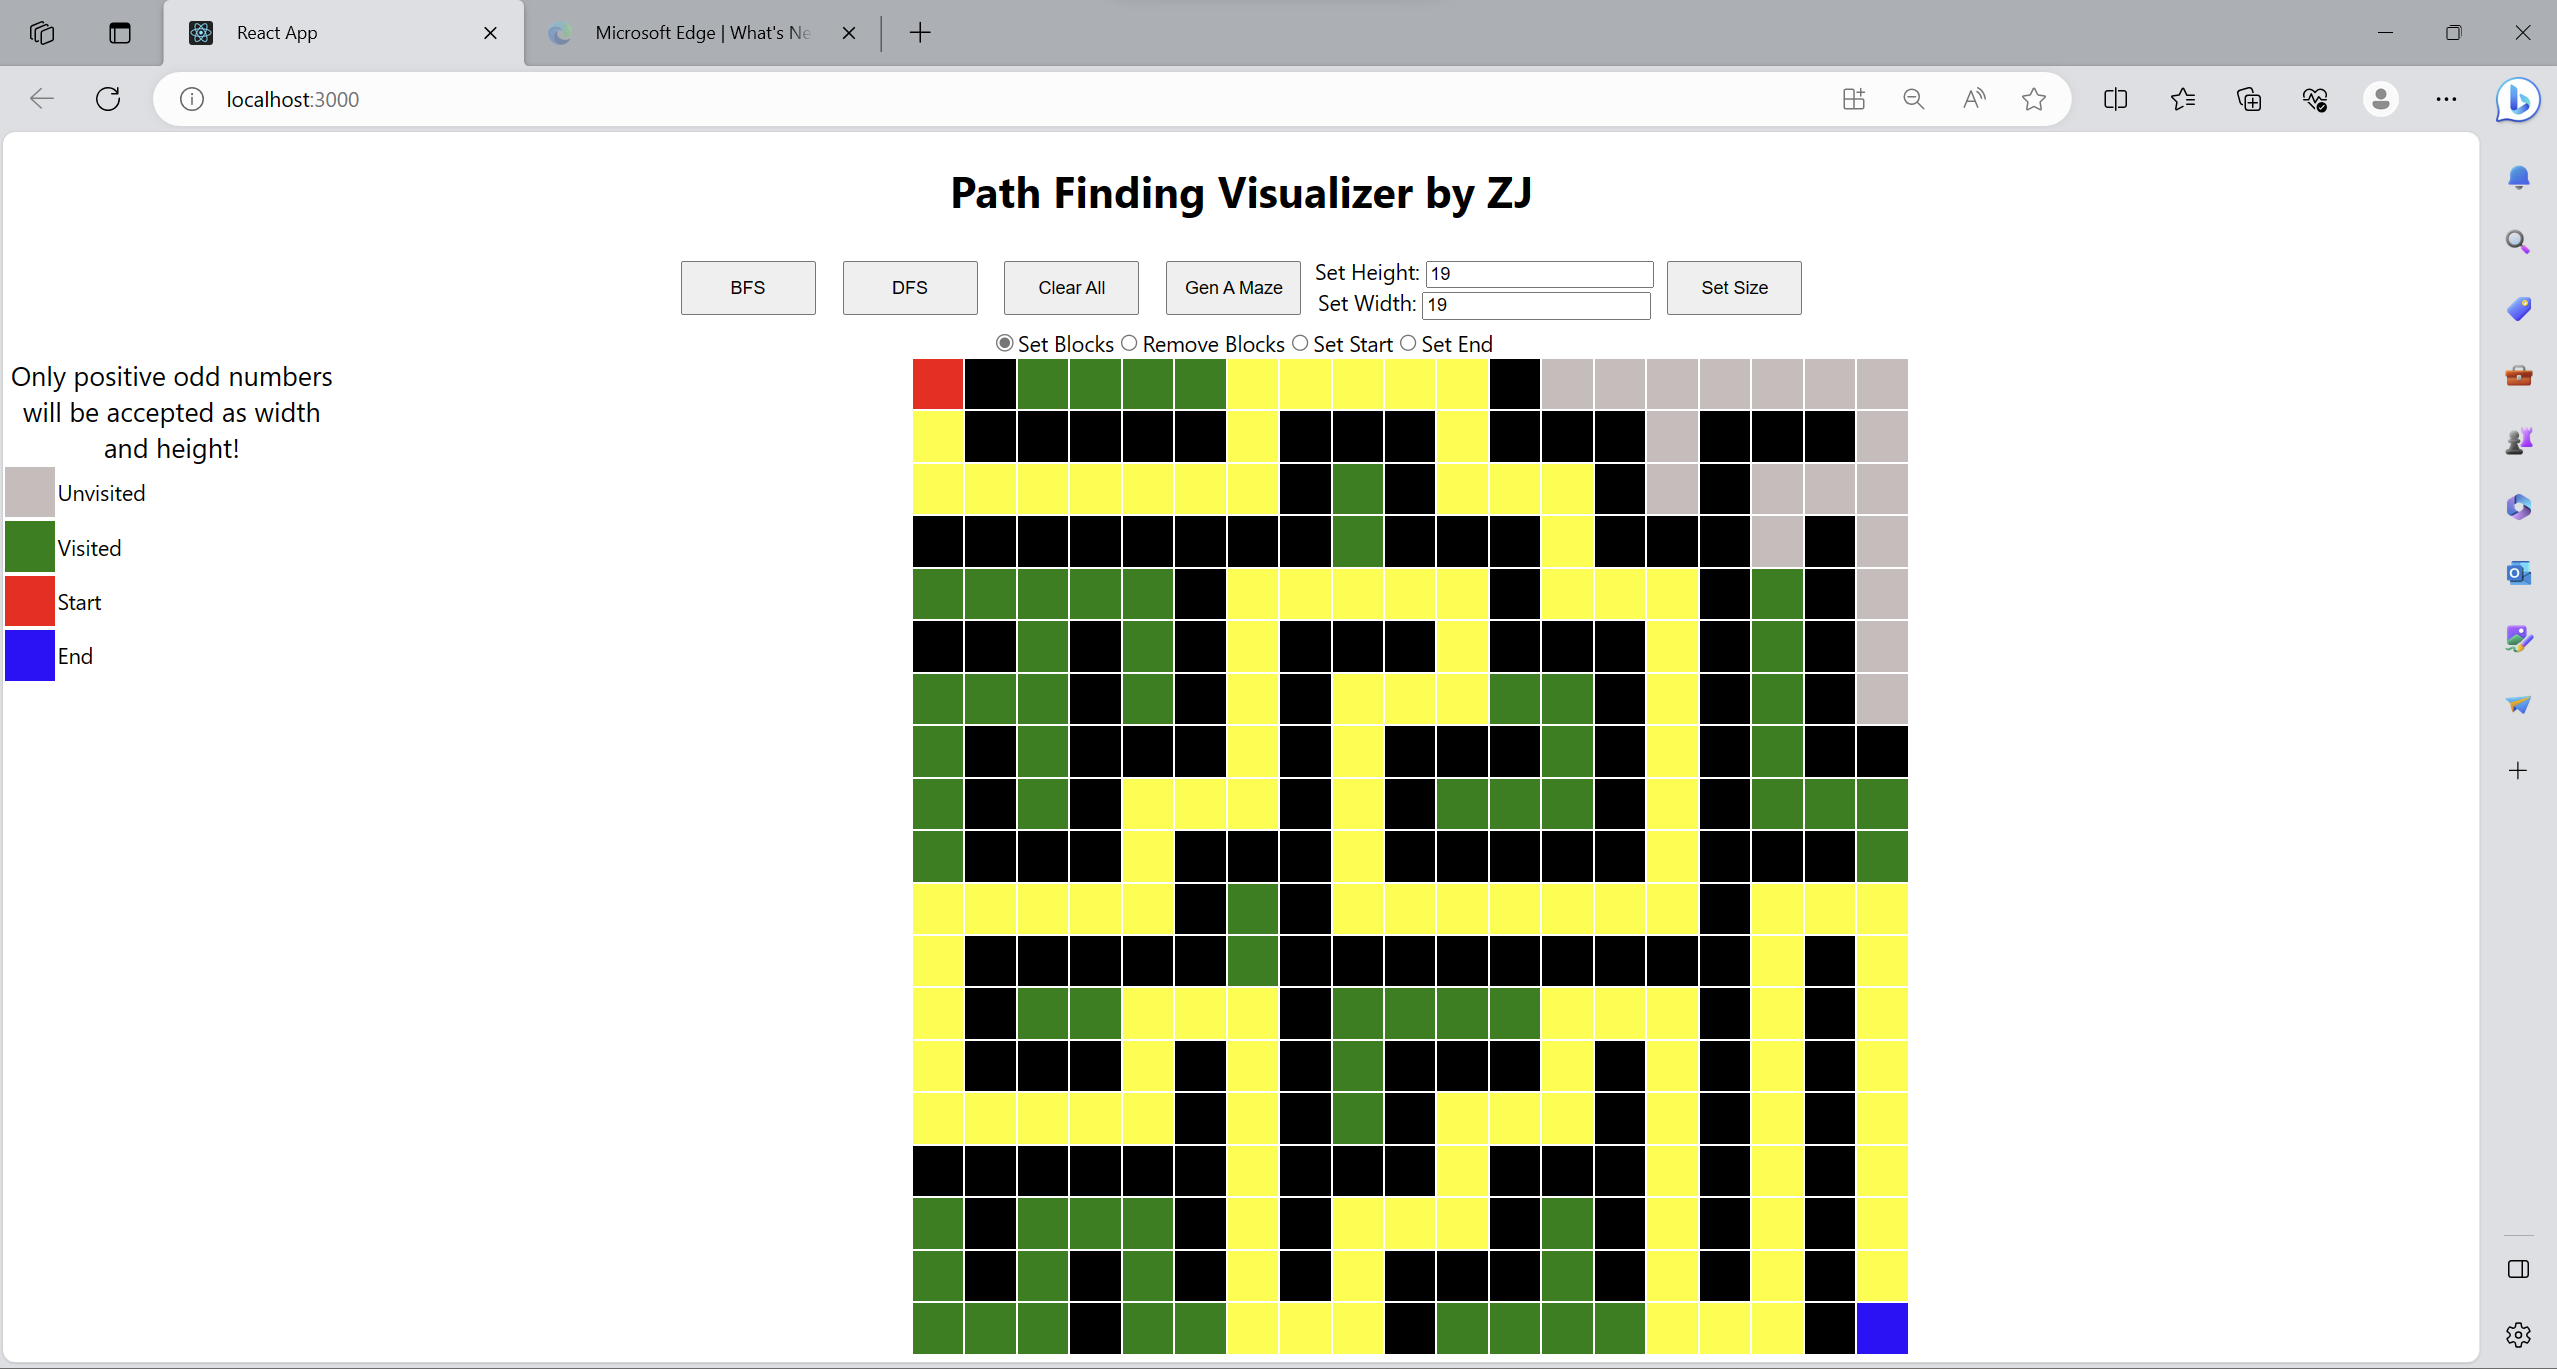 React App
Microsoft Edge | What's Ne
localhost:3000
Path Finding Visualizer by ZJ
BFS
DFS
Clear All
Gen A Maze
Set Height: 19
Set Width: 19
Set Size
Set Blocks Remove Blocks Set Start Set End
Only positive odd numbers
will be accepted as width
and height!
Unvisited
Visited
Start
End